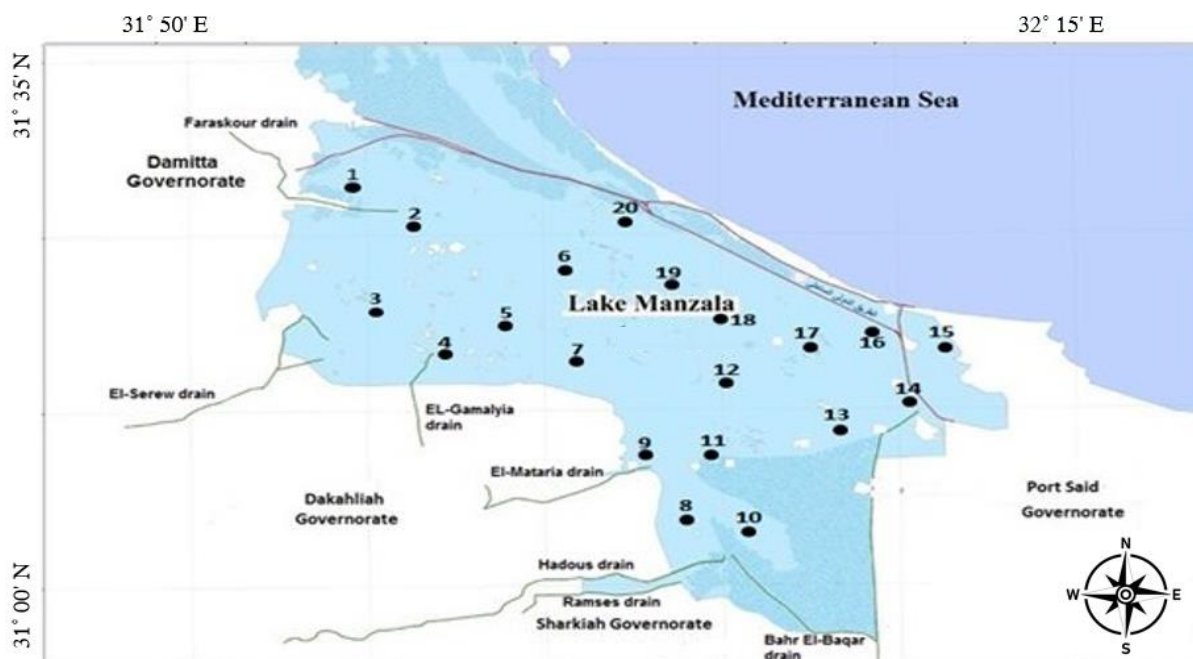 31° 50' E
32° 15' E
31° 35' N
Mediterranean Sea
Faraskour drain
Damitta
Governorate
1
2
20
6
19
Lake Manzala
الطريق الدولي الساحلي
3
5
18
17
16
15
4
7
12
14
El-Serew drain
EL-Gamalyia
drain
13
9
11
El-Mataria drain
Dakahliah
Governorate
Port Said
Governorate
8
10
N
W
E
S
Hadous drain
31° 00' N
Ramses drain
Sharkiah Governorate
Bahr El-Baqar
drain